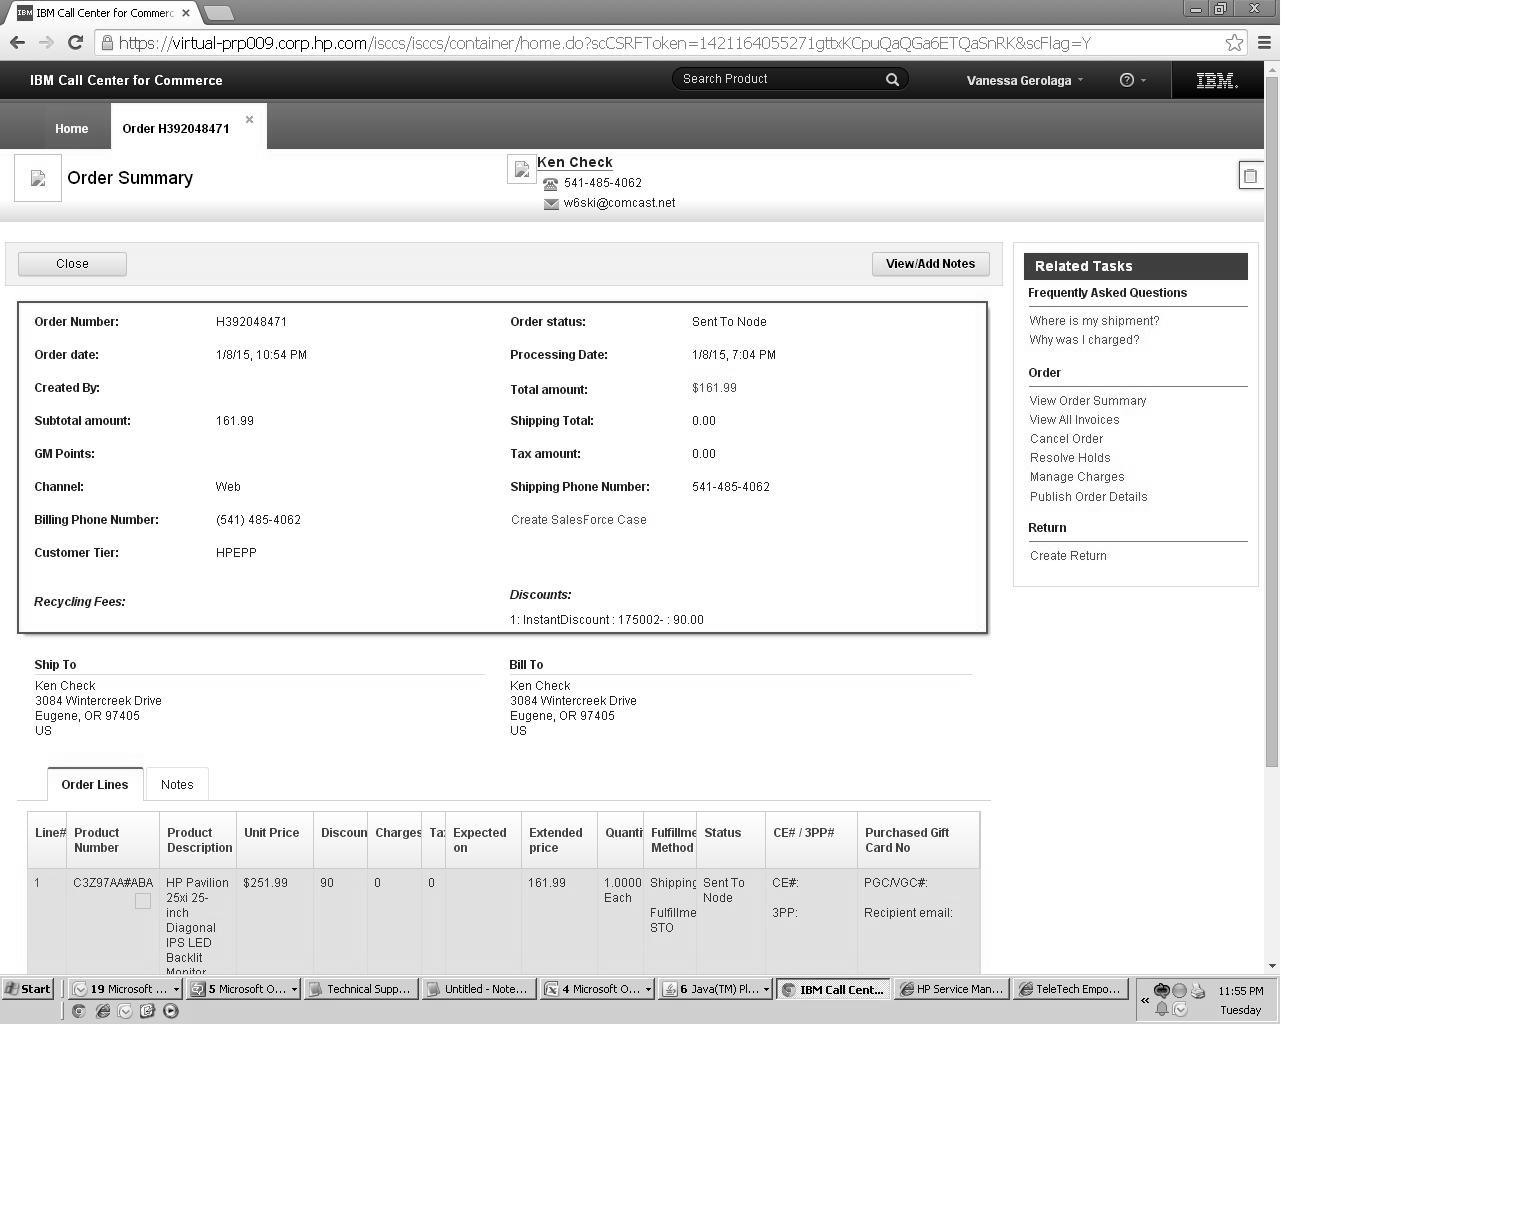 IBM IBM Call Center for Commerc
https://virtual-prp009.corp.hp.com/isccs/isccs/container/home.do?scCSRFToken=1421164055271gttxKCpuQaQGa6ETQaSnRK&scFlag=Y
IBM Call Center for Commerce
Search Product
Vanessa Gerolaga
IBM.
Home
Order H392048471
Order Summary
Ken Check
541-485-4062
w6ski@comcast.net
Close
View/Add Notes
Order Number: H392048471 Order status: Sent To Node
Order date: 1/8/15, 10:54 PM Processing Date: 1/8/15, 7:04 PM
Created By: Total amount: $161.99
Subtotal amount: 161.99 Shipping Total: 0.00
GM Points: Tax amount: 0.00
Channel: Web Shipping Phone Number: 541-485-4062
Billing Phone Number: (541) 485-4062 Create SalesForce Case
Customer Tier: HPEPP
Recycling Fees: Discounts:
1: InstantDiscount : 175002- : 90.00
Related Tasks
Frequently Asked Questions
Where is my shipment?
Why was I charged?
Order
View Order Summary
View All Invoices
Cancel Order
Resolve Holds
Manage Charges
Publish Order Details
Return
Create Return
Ship To
Ken Check
3084 Wintercreek Drive
Eugene, OR 97405
US
Bill To
Ken Check
3084 Wintercreek Drive
Eugene, OR 97405
US
Order Lines Notes
Line# Product Number Product Description Unit Price Discoun Charges Ta Expected on Extended price Quanti Fulfillme Method Status CE# / 3PP# Purchased Gift Card No
1 C3Z97AA#ABA HP Pavilion 25xi 25-inch Diagonal IPS LED Backlit Monitor $251.99 90 0 0 161.99 1.0000 Each Shipping Fulfillme STO Sent To Node CE#: 3PP: PGC/VGC#: Recipient email:
Start 19 Microsoft ... 5 Microsoft O... Technical Supp... Untitled - Note... 4 Microsoft O... 6 Java(TM) Pl... IBM Call Cent... HP Service Man... TeleTech Empo... « 11:55 PM
Tuesday